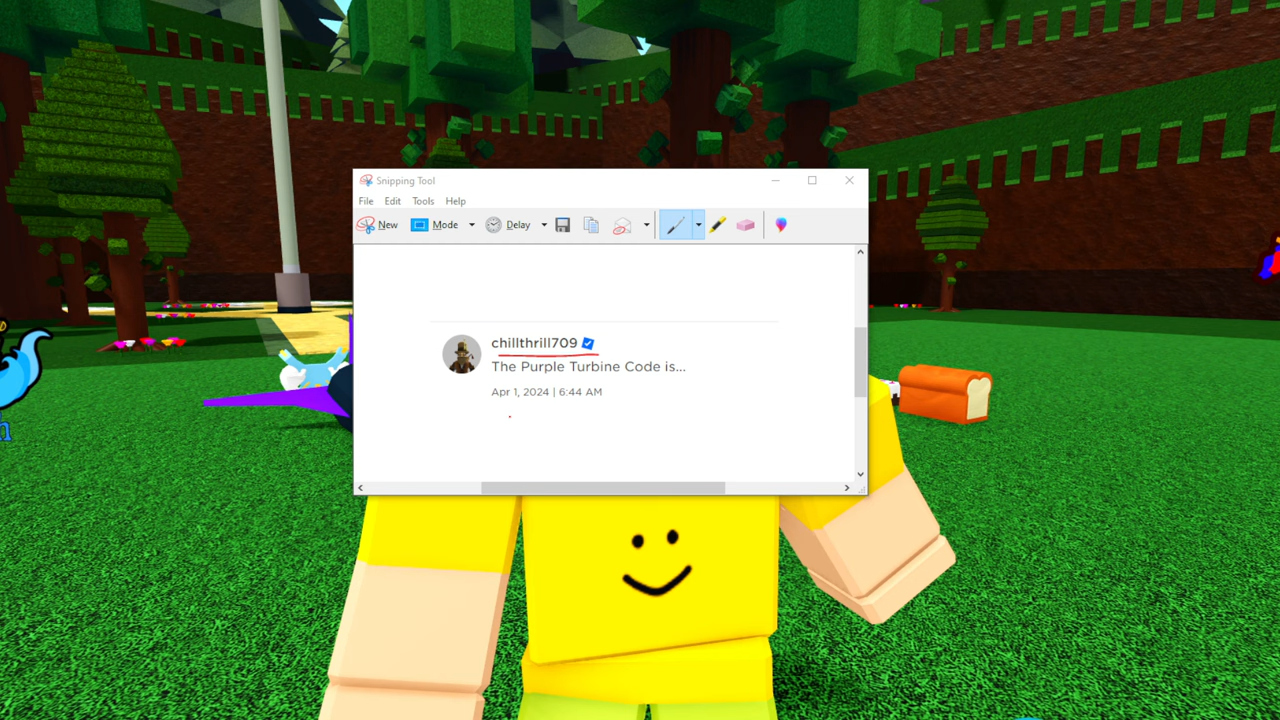 Snipping Tool
File Edit Tools Help
New Mode Delay
chillthrill709
The Purple Turbine Code is...
Apr 1, 2024 | 6:44 AM